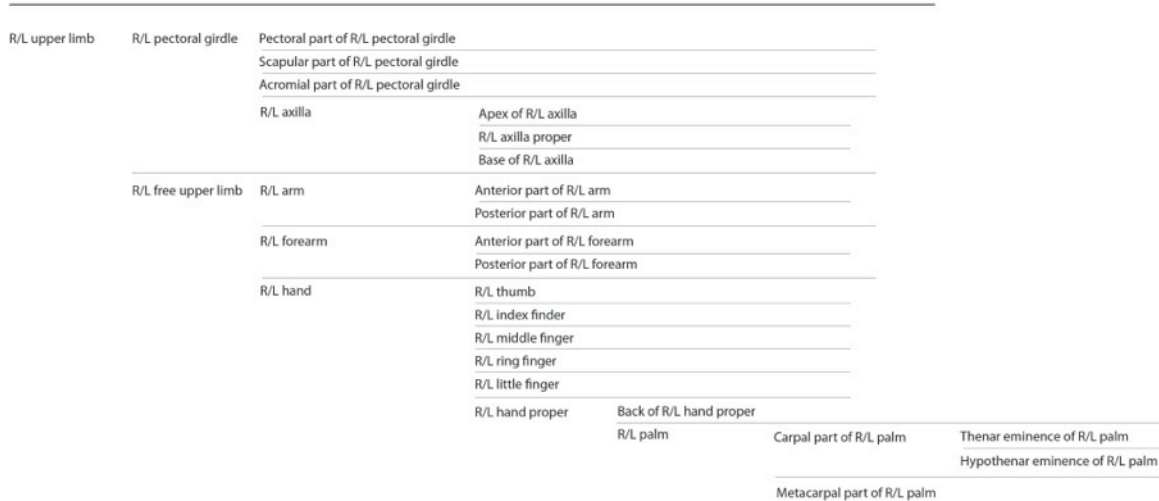 R/L upper limb R/L pectoral girdle Pectoral part of R/L pectoral girdle
Scapular part of R/L pectoral girdle
Acromial part of R/L pectoral girdle
R/L axilla Apex of R/L axilla
R/L axilla proper
Base of R/L axilla
R/L free upper limb R/L arm Anterior part of R/L arm
Posterior part of R/L arm
R/L forearm Anterior part of R/L forearm
Posterior part of R/L forearm
R/L hand R/L thumb
R/L index finder
R/L middle finger
R/L ring finger
R/L little finger
R/L hand proper Back of R/L hand proper
R/L palm Carpal part of R/L palm Thenar eminence of R/L palm
Hypothenar eminence of R/L palm
Metacarpal part of R/L palm